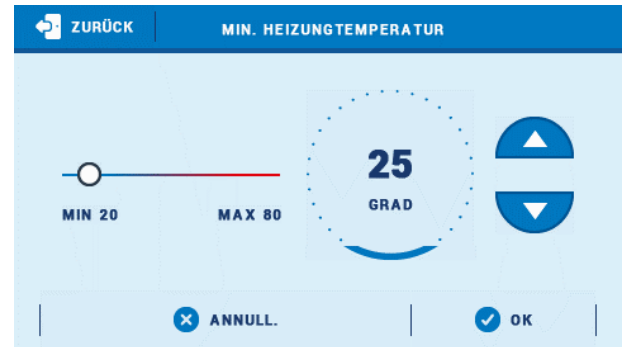 ZURÜCK
MIN. HEIZUNGTEMPERATUR
25
GRAD
MIN 20
MAX 80
ANNULL.
OK